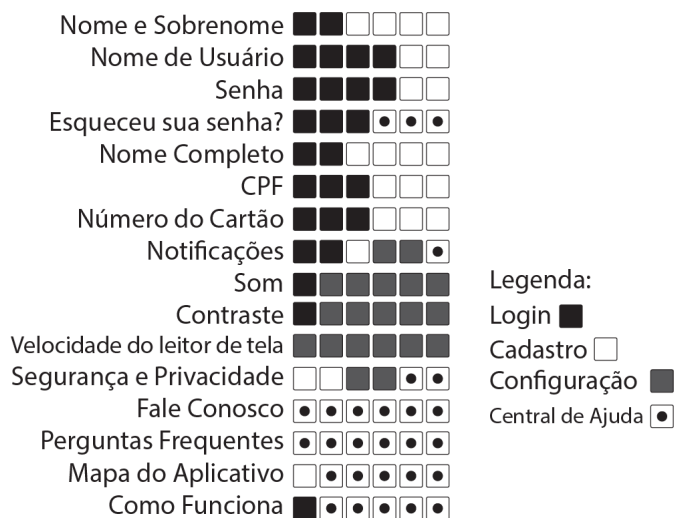 Nome e Sobrenome
Nome de Usuário
Senha
Esqueceu sua senha?
Nome Completo
CPF
Número do Cartão
Notificações
Som
Contraste
Velocidade do leitor de tela
Segurança e Privacidade
Fale Conosco
Perguntas Frequentes
Mapa do Aplicativo
Como Funciona
Legenda:
Login
Cadastro
Configuração
Central de Ajuda